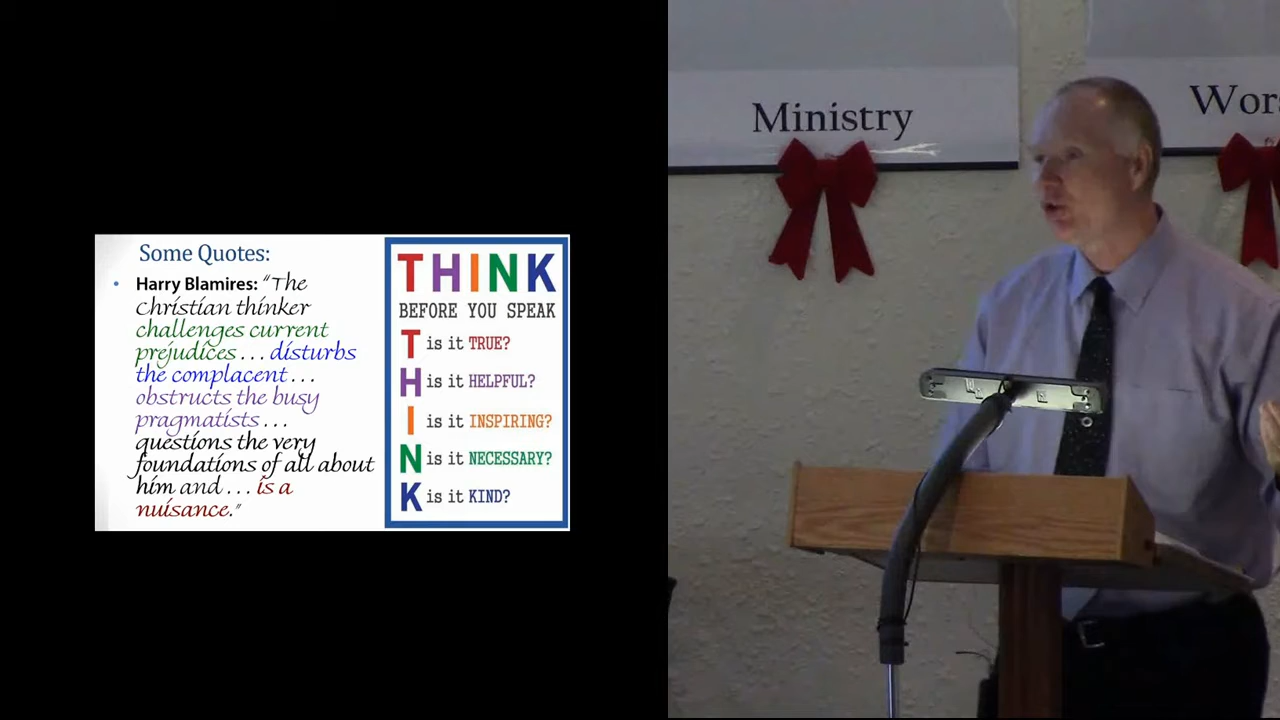 Some Quotes:
• Harry Blamires: "The
Christian thinker
challenges current
prejudices . . . disturbs
the complacent . . .
obstructs the busy
pragmatists . . .
questions the very
foundations of all about
him and . . . is a
nuisance."
THINK
BEFORE YOU SPEAK
T is it TRUE?
H is it HELPFUL?
I is it INSPIRING?
N is it NECESSARY?
K is it KIND?
Ministry
Wor